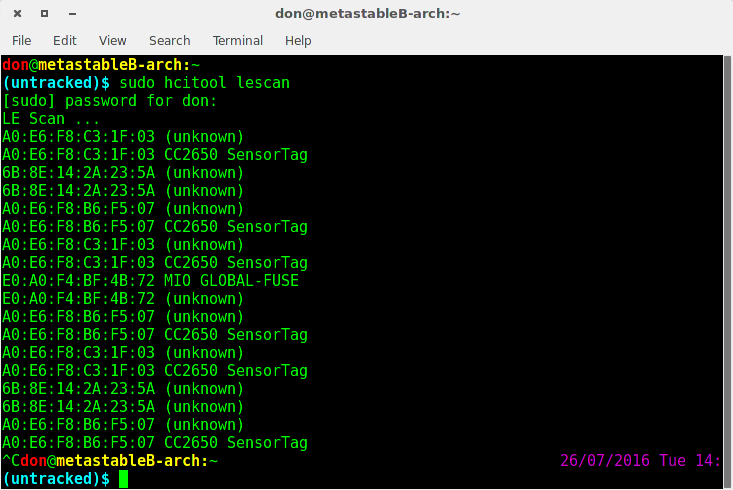 don@metastableB-arch:~
File Edit View Search Terminal Help
don@metastableB-arch:~
(untracked)$ sudo hcitool lescan
[sudo] password for don:
LE Scan ...
A0:E6:F8:C3:1F:03 (unknown)
A0:E6:F8:C3:1F:03 CC2650 SensorTag
6B:8E:14:2A:23:5A (unknown)
6B:8E:14:2A:23:5A (unknown)
A0:E6:F8:B6:F5:07 (unknown)
A0:E6:F8:B6:F5:07 CC2650 SensorTag
A0:E6:F8:C3:1F:03 (unknown)
A0:E6:F8:C3:1F:03 CC2650 SensorTag
E0:A0:F4:BF:4B:72 MIO GLOBAL-FUSE
E0:A0:F4:BF:4B:72 (unknown)
A0:E6:F8:B6:F5:07 (unknown)
A0:E6:F8:B6:F5:07 CC2650 SensorTag
A0:E6:F8:C3:1F:03 (unknown)
A0:E6:F8:C3:1F:03 CC2650 SensorTag
6B:8E:14:2A:23:5A (unknown)
6B:8E:14:2A:23:5A (unknown)
A0:E6:F8:B6:F5:07 (unknown)
A0:E6:F8:B6:F5:07 CC2650 SensorTag
^Cdon@metastableB-arch:~ 26/07/2016 Tue 14:
(untracked)$